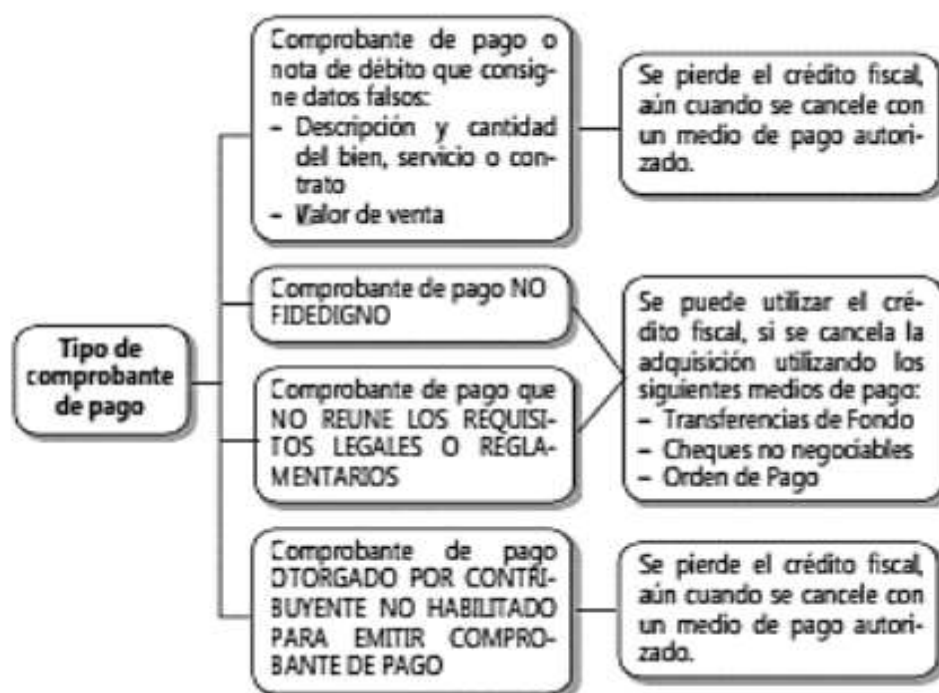 Tipo de
comprobante
de pago
Comprobante de pago o
nota de débito que consig-
ne datos falsos:
– Descripción y cantidad
del bien, servicio o con-
trato
– Valor de venta
Se pierde el crédito fiscal,
aún cuando se cancele con
un medio de pago autori-
zado.
Comprobante de pago NO
FIDEDIGNO
Comprobante de pago que
NO REUNE LOS REQUISI-
TOS LEGALES O REGLA-
MENTARIOS
Se puede utilizar el cré-
dito fiscal, si se cancela la
adquisición utilizando los
siguientes medios de pago:
– Transferencias de Fondo
– Cheques no negociables
– Orden de Pago
Comprobante de pago
OTORGADO POR CONTRI-
BUYENTE NO HABILITADO
PARA EMITIR COMPRO-
BANTE DE PAGO
Se pierde el crédito fiscal,
aún cuando se cancele con
un medio de pago autori-
zado.